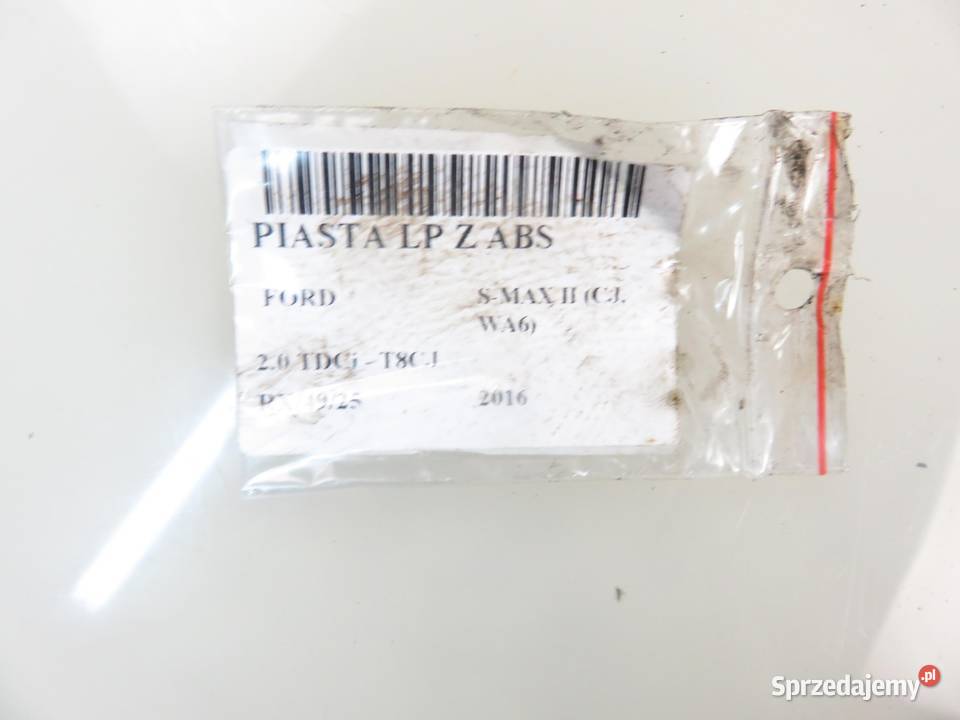 PIASTA LP Z ABS
FORD
S-MAX II (CJ,
WA6)
2.0 TDCi - T8CJ
2016
Sprzedajemy.pl